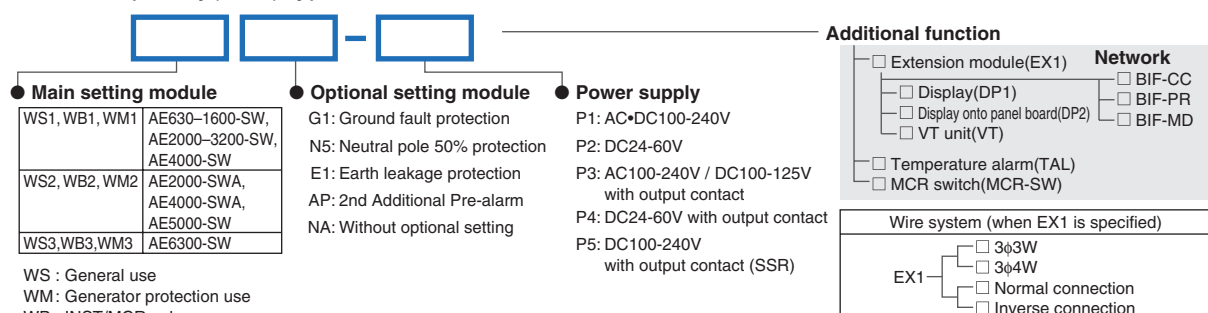 Additional function
□ Extension module(EX1)
Network
□ BIF-CC
□ BIF-PR
□ BIF-MD
□ Display(DP1)
□ Display onto panel board(DP2)
□ VT unit(VT)
□ Temperature alarm(TAL)
□ MCR switch(MCR-SW)
● Main setting module
WS1, WB1, WM1
AE630–1600-SW,
AE2000–3200-SW,
AE4000-SW
WS2, WB2, WM2
AE2000-SWA,
AE4000-SWA,
AE5000-SW
WS3,WB3,WM3
AE6300-SW
WS : General use
WM : Generator protection use
● Optional setting module
G1: Ground fault protection
N5: Neutral pole 50% protection
E1: Earth leakage protection
AP: 2nd Additional Pre-alarm
NA: Without optional setting
● Power supply
P1: AC•DC100-240V
P2: DC24-60V
P3: AC100-240V / DC100-125V
with output contact
P4: DC24-60V with output contact
P5: DC100-240V
with output contact (SSR)
Wire system (when EX1 is specified)
EX1
□ 3ϕ3W
□ 3ϕ4W
□ Normal connection
□ Inverse connection